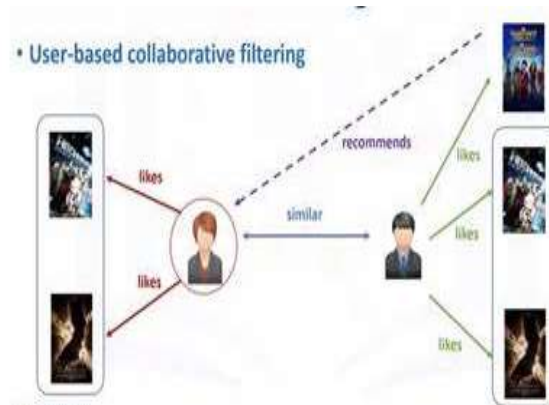 • User-based collaborative filtering
recommends
likes
likes
similar
likes
likes
likes